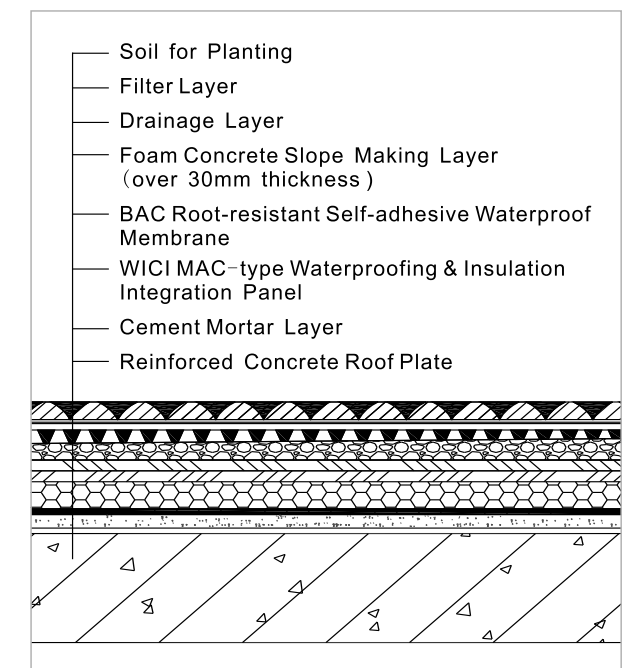 Soil for Planting
Filter Layer
Drainage Layer
Foam Concrete Slope Making Layer
（over 30mm thickness）
BAC Root-resistant Self-adhesive Waterproof
Membrane
WICI MAC-type Waterproofing & Insulation
Integration Panel
Cement Mortar Layer
Reinforced Concrete Roof Plate